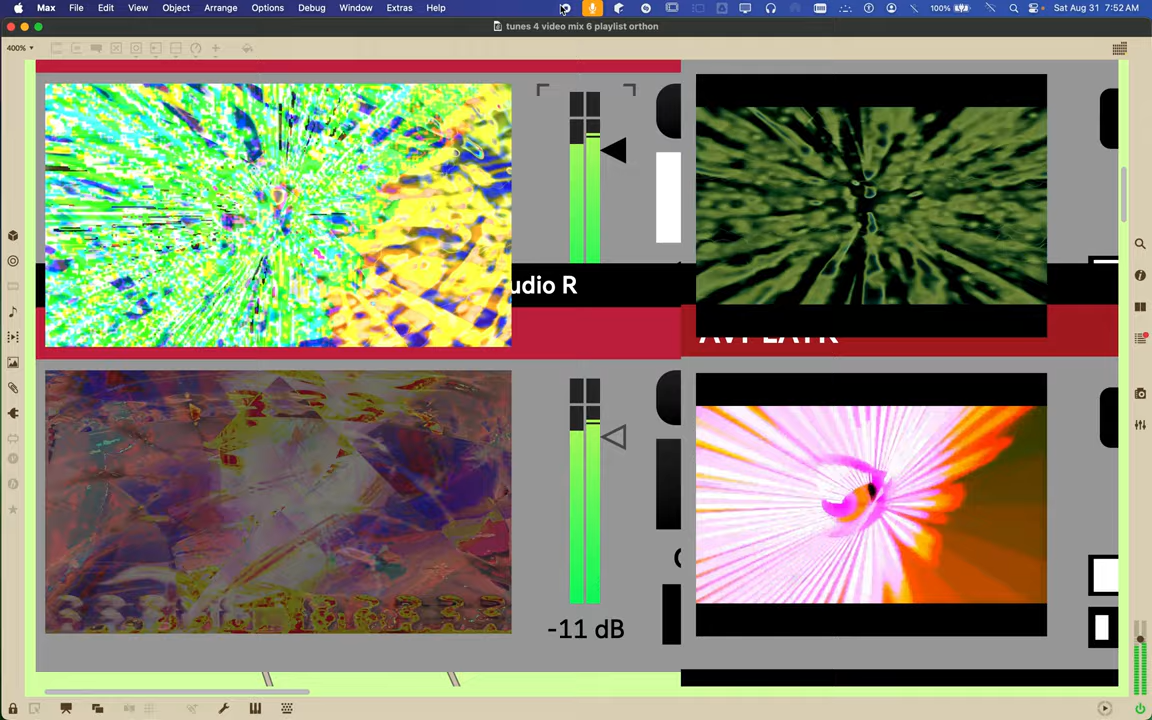 Max File Edit View Object Arrange Options Debug Window Extras Help
100% Sat Aug 31 7:52 AM
tunes 4 video mix 6 playlist orthon
400%
udio R
-11 dB